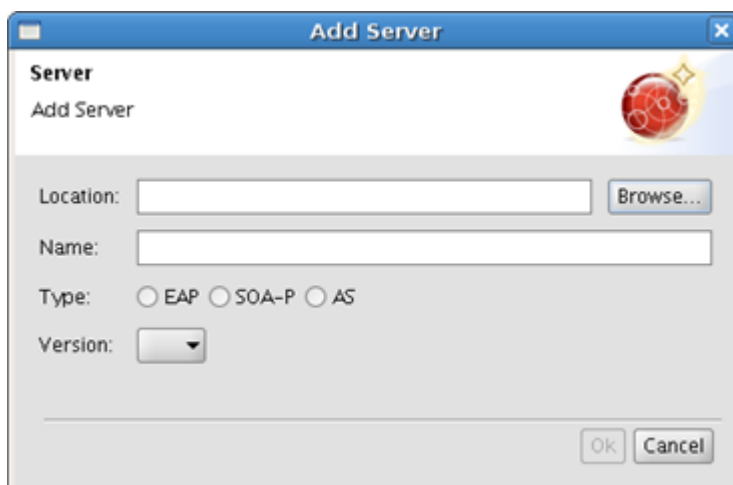 Add Server
Server
Add Server
Location: Browse...
Name:
Type: EAP SOA-P AS
Version:
Ok Cancel